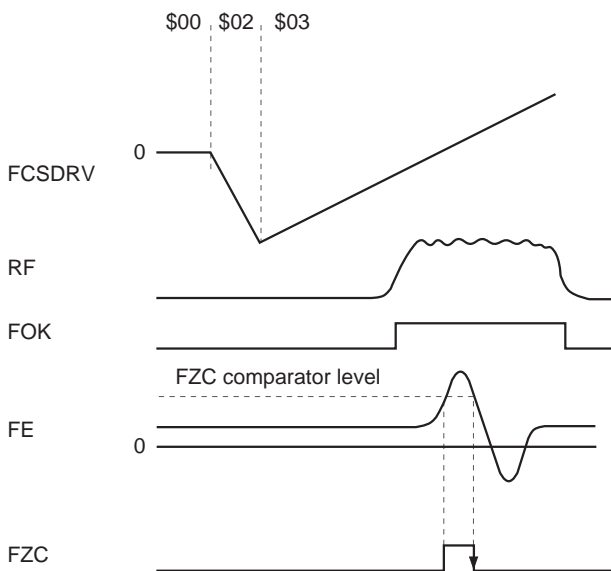 $00 $02 $03
0
FCSDRV
RF
FOK
FZC comparator level
FE
0
FZC